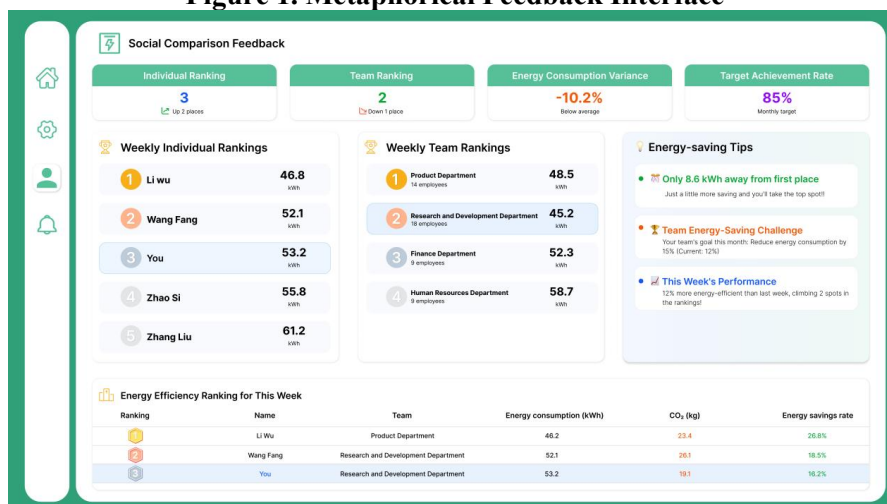 Figure 1. Metaphorical Feedback Interface
Social Comparison Feedback
Individual Ranking
3
Up 2 places
Team Ranking
2
Down 1 place
Energy Consumption Variance
-10.2%
Below average
Target Achievement Rate
85%
Monthly target
Weekly Individual Rankings
1 Li wu 46.8
kWh
2 Wang Fang 52.1
kWh
3 You 53.2
kWh
4 Zhao Si 55.8
kWh
5 Zhang Liu 61.2
kWh
Weekly Team Rankings
1 Product Department 48.5
14 employees kWh
2 Research and Development Department 45.2
18 employees kWh
3 Finance Department 52.3
9 employees kWh
4 Human Resources Department 58.7
9 employees kWh
Energy-saving Tips
Only 8.6 kWh away from first place
Just a little more saving and you'll take the top spot!!
Team Energy-Saving Challenge
Your team's goal this month: Reduce energy consumption by
15% (Current: 12%)
This Week's Performance
12% more energy-efficient than last week, climbing 2 spots in
the rankings!
Energy Efficiency Ranking for This Week
Ranking Name Team Energy consumption (kWh) CO₂ (kg) Energy savings rate
1 Li Wu Product Department 46.2 23.4 26.8%
2 Wang Fang Research and Development Department 52.1 26.1 18.5%
3 You Research and Development Department 53.2 19.1 16.2%